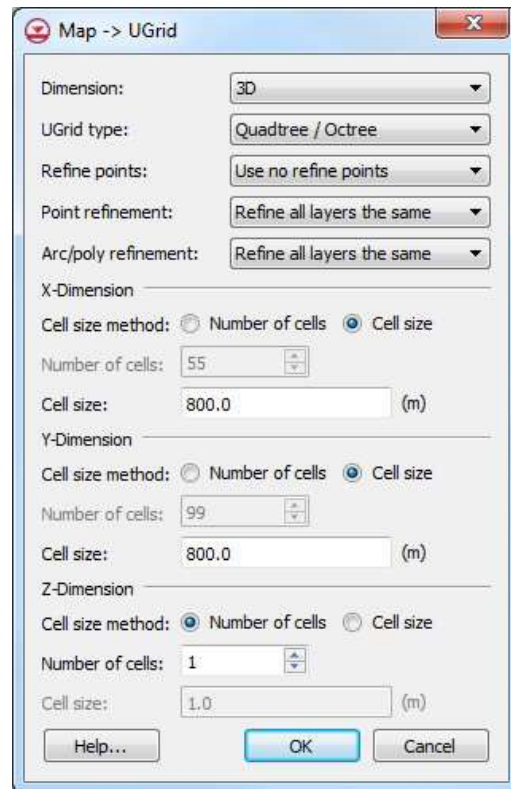 Map -> UGrid
Dimension: 3D
UGrid type: Quadtree / Octree
Refine points: Use no refine points
Point refinement: Refine all layers the same
Arc/poly refinement: Refine all layers the same
X-Dimension
Cell size method: Number of cells Cell size
Number of cells: 55
Cell size: 800.0 (m)
Y-Dimension
Cell size method: Number of cells Cell size
Number of cells: 99
Cell size: 800.0 (m)
Z-Dimension
Cell size method: Number of cells Cell size
Number of cells: 1
Cell size: 1.0 (m)
Help... OK Cancel